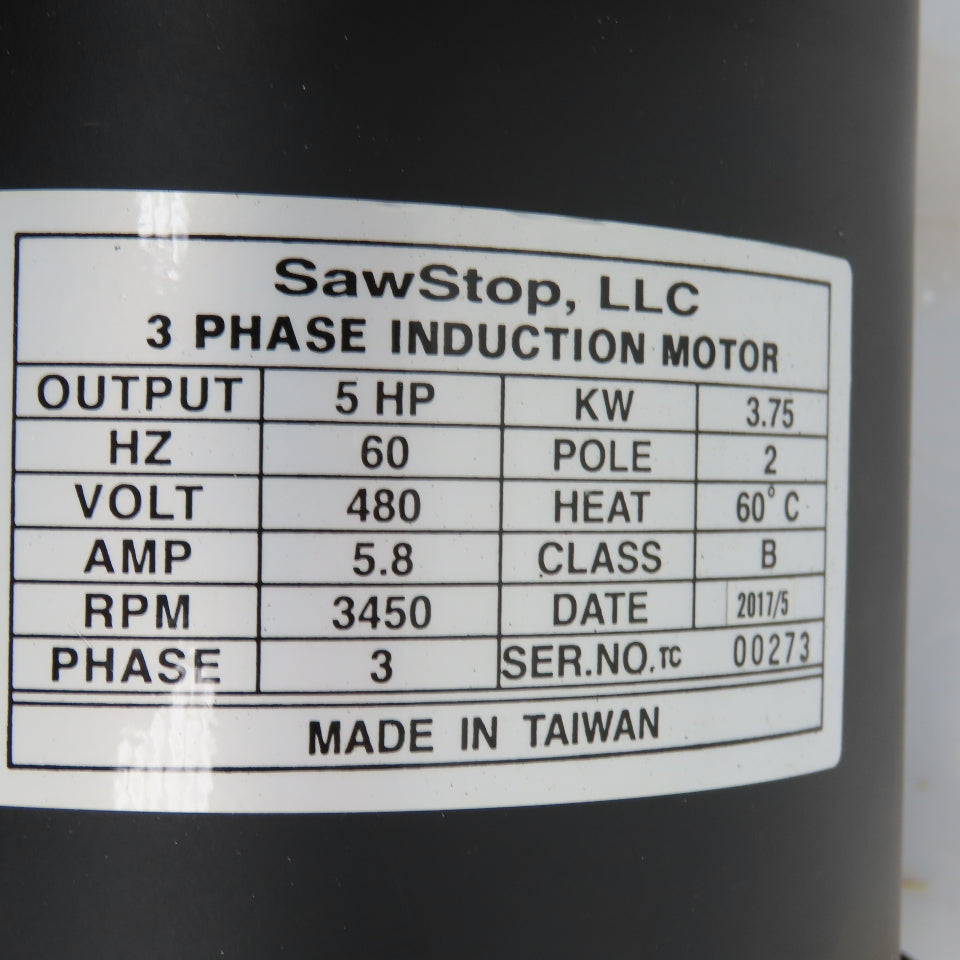 SawStop, LLC
3 PHASE INDUCTION MOTOR
OUTPUT 5 HP KW 3.75
HZ 60 POLE 2
VOLT 480 HEAT 60° C
AMP 5.8 CLASS B
RPM 3450 DATE 2017/5
PHASE 3 SER.NO. TC 00273
MADE IN TAIWAN